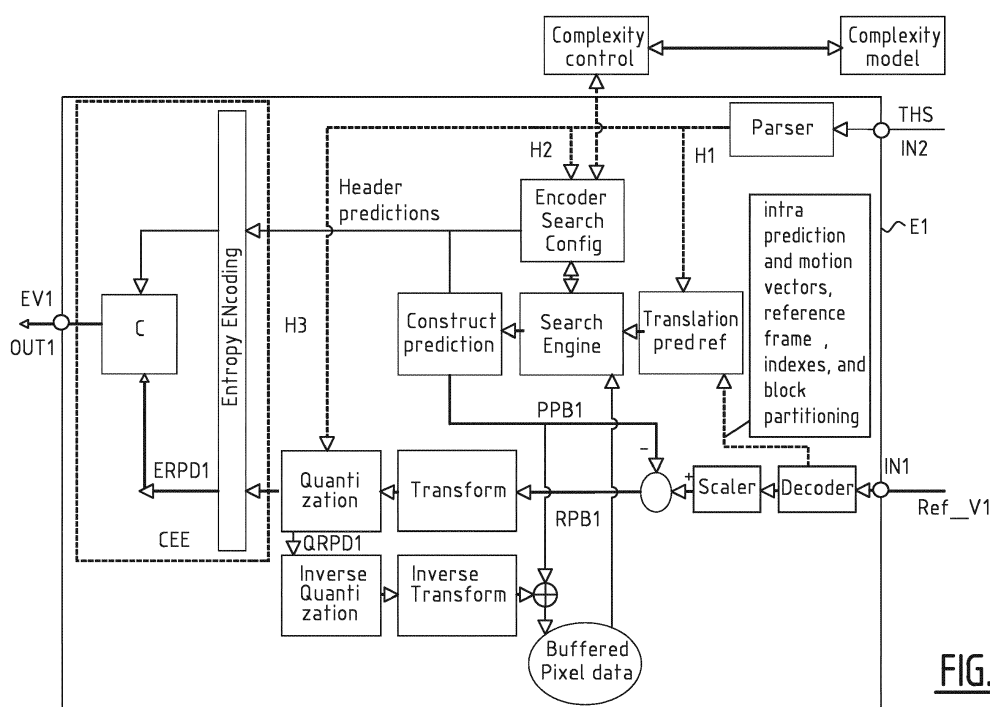 Complexity
control
Complexity
model
THS
IN2
Parser
H2
H1
Header
predictions
Encoder
Search
Config
intra
prediction
and motion
vectors,
reference
frame ,
indexes, and
block
partitioning
E1
EV1
OUT1
C
Entropy ENcoding
H3
Construct
prediction
Search
Engine
Translation
pred ref
PPB1
-
IN1
Ref_V1
ERPD1
CEE
Quanti
zation
Transform
RPB1
+
Scaler
Decoder
QRPD1
Inverse
Quanti
zation
Inverse
Transform
Buffered
Pixel data
FIG.